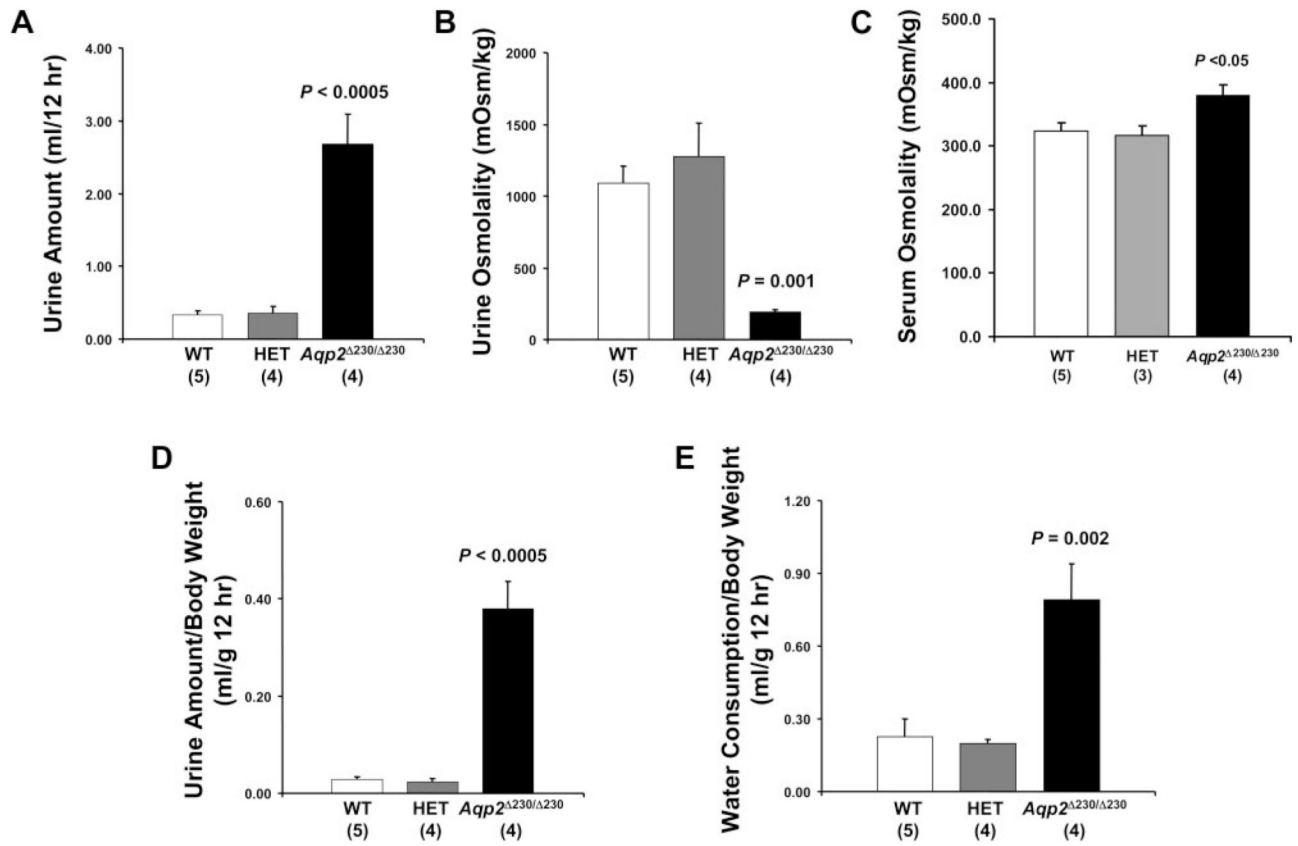 A
Urine Amount (ml/12 hr)
4.00
3.00
2.00
1.00
0.00
P < 0.0005
WT
HET
Aqp2Δ230/Δ230
(5)
(4)
(4)
B
Urine Osmolality (mOsm/kg)
2000
1500
1000
500
0
P = 0.001
WT
HET
Aqp2Δ230/Δ230
(5)
(4)
(4)
C
Serum Osmolality (mOsm/kg)
500.0
400.0
300.0
200.0
100.0
0.0
P <0.05
WT
HET
Aqp2Δ230/Δ230
(5)
(3)
(4)
D
Urine Amount/Body Weight
(ml/g 12 hr)
0.60
0.40
0.20
0.00
P < 0.0005
WT
HET
Aqp2Δ230/Δ230
(5)
(4)
(4)
E
Water Consumption/Body Weight
(ml/g 12 hr)
1.20
0.90
0.60
0.30
0.00
P = 0.002
WT
HET
Aqp2Δ230/Δ230
(5)
(4)
(4)